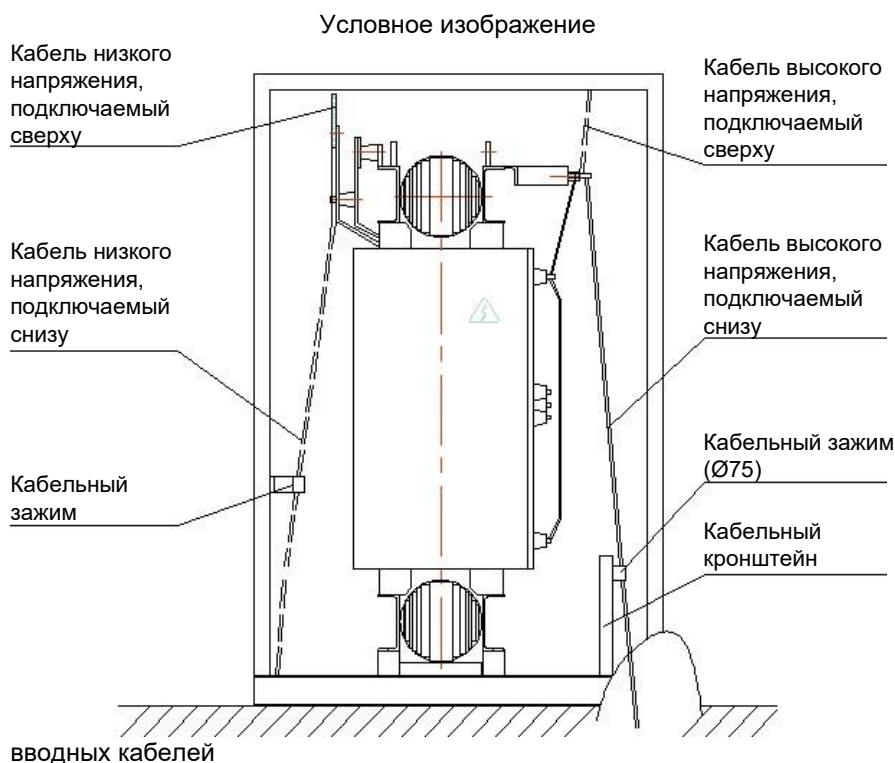 Условное изображение
Кабель низкого
напряжения,
подключаемый
сверху
Кабель высокого
напряжения,
подключаемый
сверху
Кабель низкого
напряжения,
подключаемый
снизу
Кабель высокого
напряжения,
подключаемый
снизу
Кабельный
зажим
Кабельный зажим
(Ø75)
Кабельный
кронштейн
вводных кабелей